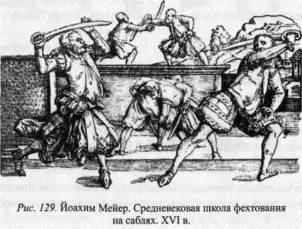 Рис. 129. Йоахим Мейер. Средневековая школа фехтования
на саблях. XVI в.